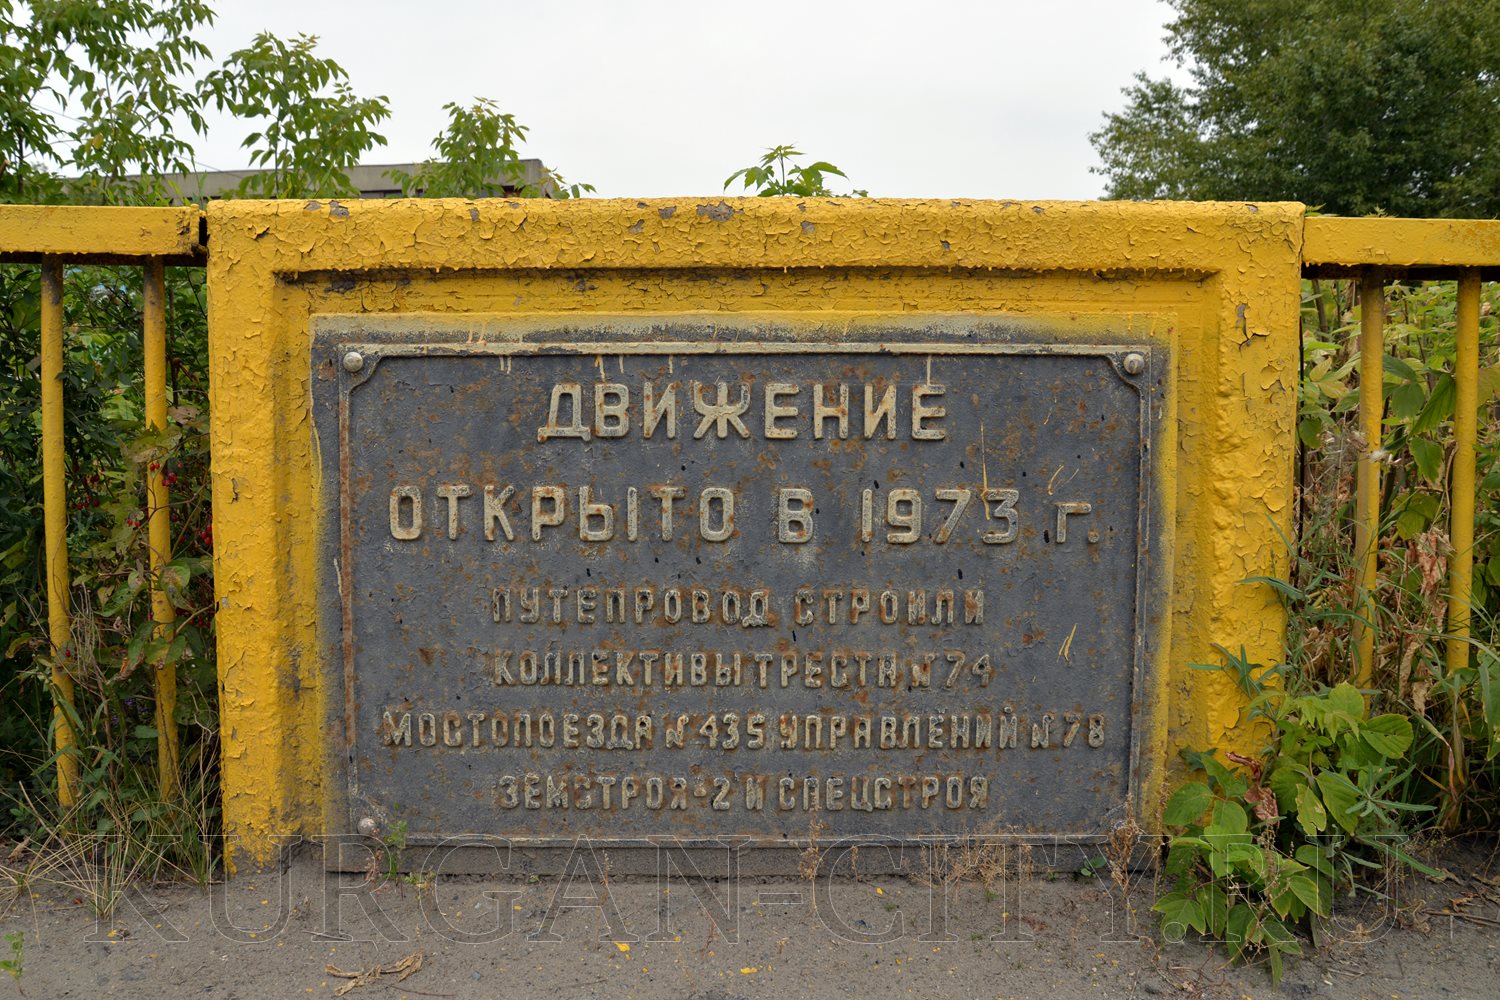 ДВИЖЕНИЕ
ОТКРЫТО В 1973 г.
ПУТЕПРОВОД СТРОИЛИ
КОЛЛЕКТИВЫ ТРЕСТА №74
МОСТОПОЕЗДА №435 УПРАВЛЕНИЙ №78
ЗЕМСТРОЯ-2 И СПЕЦСТРОЯ
KURGAN-CITY.RU